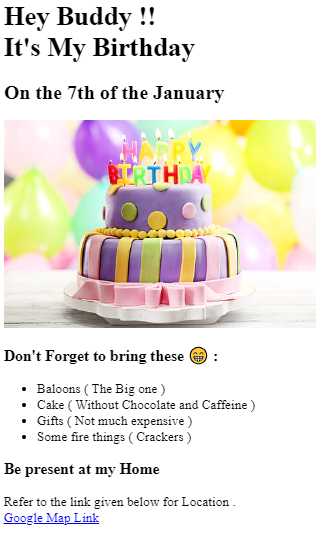 Hey Buddy !!
It's My Birthday
On the 7th of the January
HAPPY
BIRTHDAY
Don't Forget to bring these 😁 :
Baloons ( The Big one )
Cake ( Without Chocolate and Caffeine )
Gifts ( Not much expensive )
Some fire things ( Crackers )
Be present at my Home
Refer to the link given below for Location .
Google Map Link